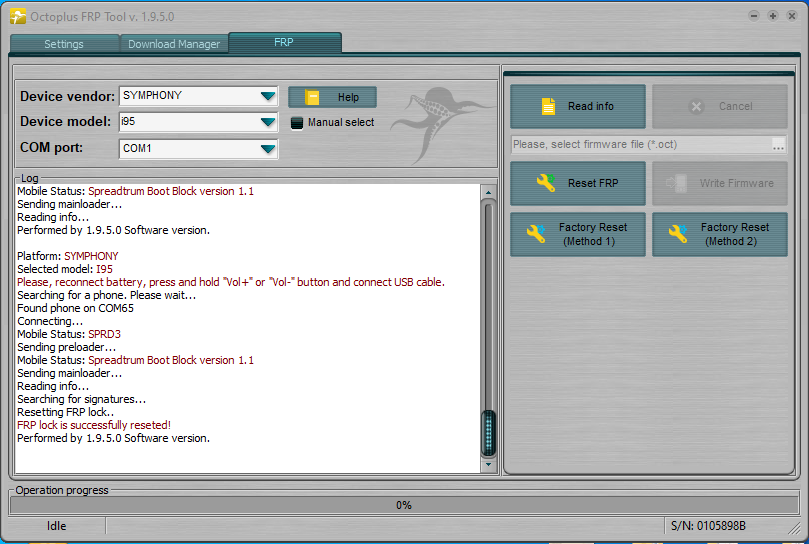 Octoplus FRP Tool v. 1.9.5.0
Settings
Download Manager
FRP
Device vendor:
SYMPHONY
Help
Device model:
i95
Manual select
COM port:
COM1
Log
Mobile Status: Spreadtrum Boot Block version 1.1
Sending mainloader...
Reading info...
Performed by 1.9.5.0 Software version.
Platform: SYMPHONY
Selected model: I95
Please, reconnect battery, press and hold "Vol+" or "Vol-" button and connect USB cable.
Searching for a phone. Please wait...
Found phone on COM65
Connecting...
Mobile Status: SPRD3
Sending preloader...
Mobile Status: Spreadtrum Boot Block version 1.1
Sending mainloader...
Reading info...
Searching for signatures...
Resetting FRP lock..
FRP lock is successfully reseted!
Performed by 1.9.5.0 Software version.
Read info
Cancel
Please, select firmware file (*.oct)
...
Reset FRP
Write Firmware
Factory Reset
(Method 1)
Factory Reset
(Method 2)
Operation progress
0%
Idle
S/N: 0105898B